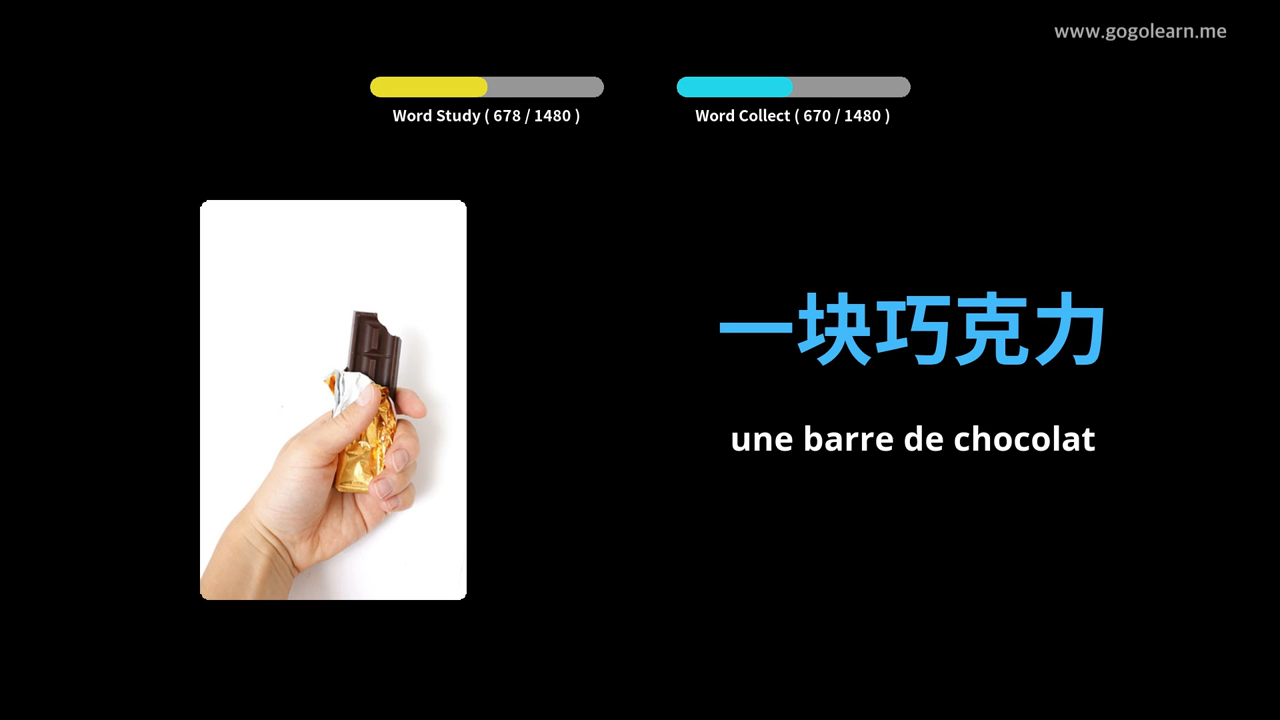 www.gogolearn.me
Word Study ( 678 / 1480 )
Word Collect ( 670 / 1480 )
一块巧克力
une barre de chocolat